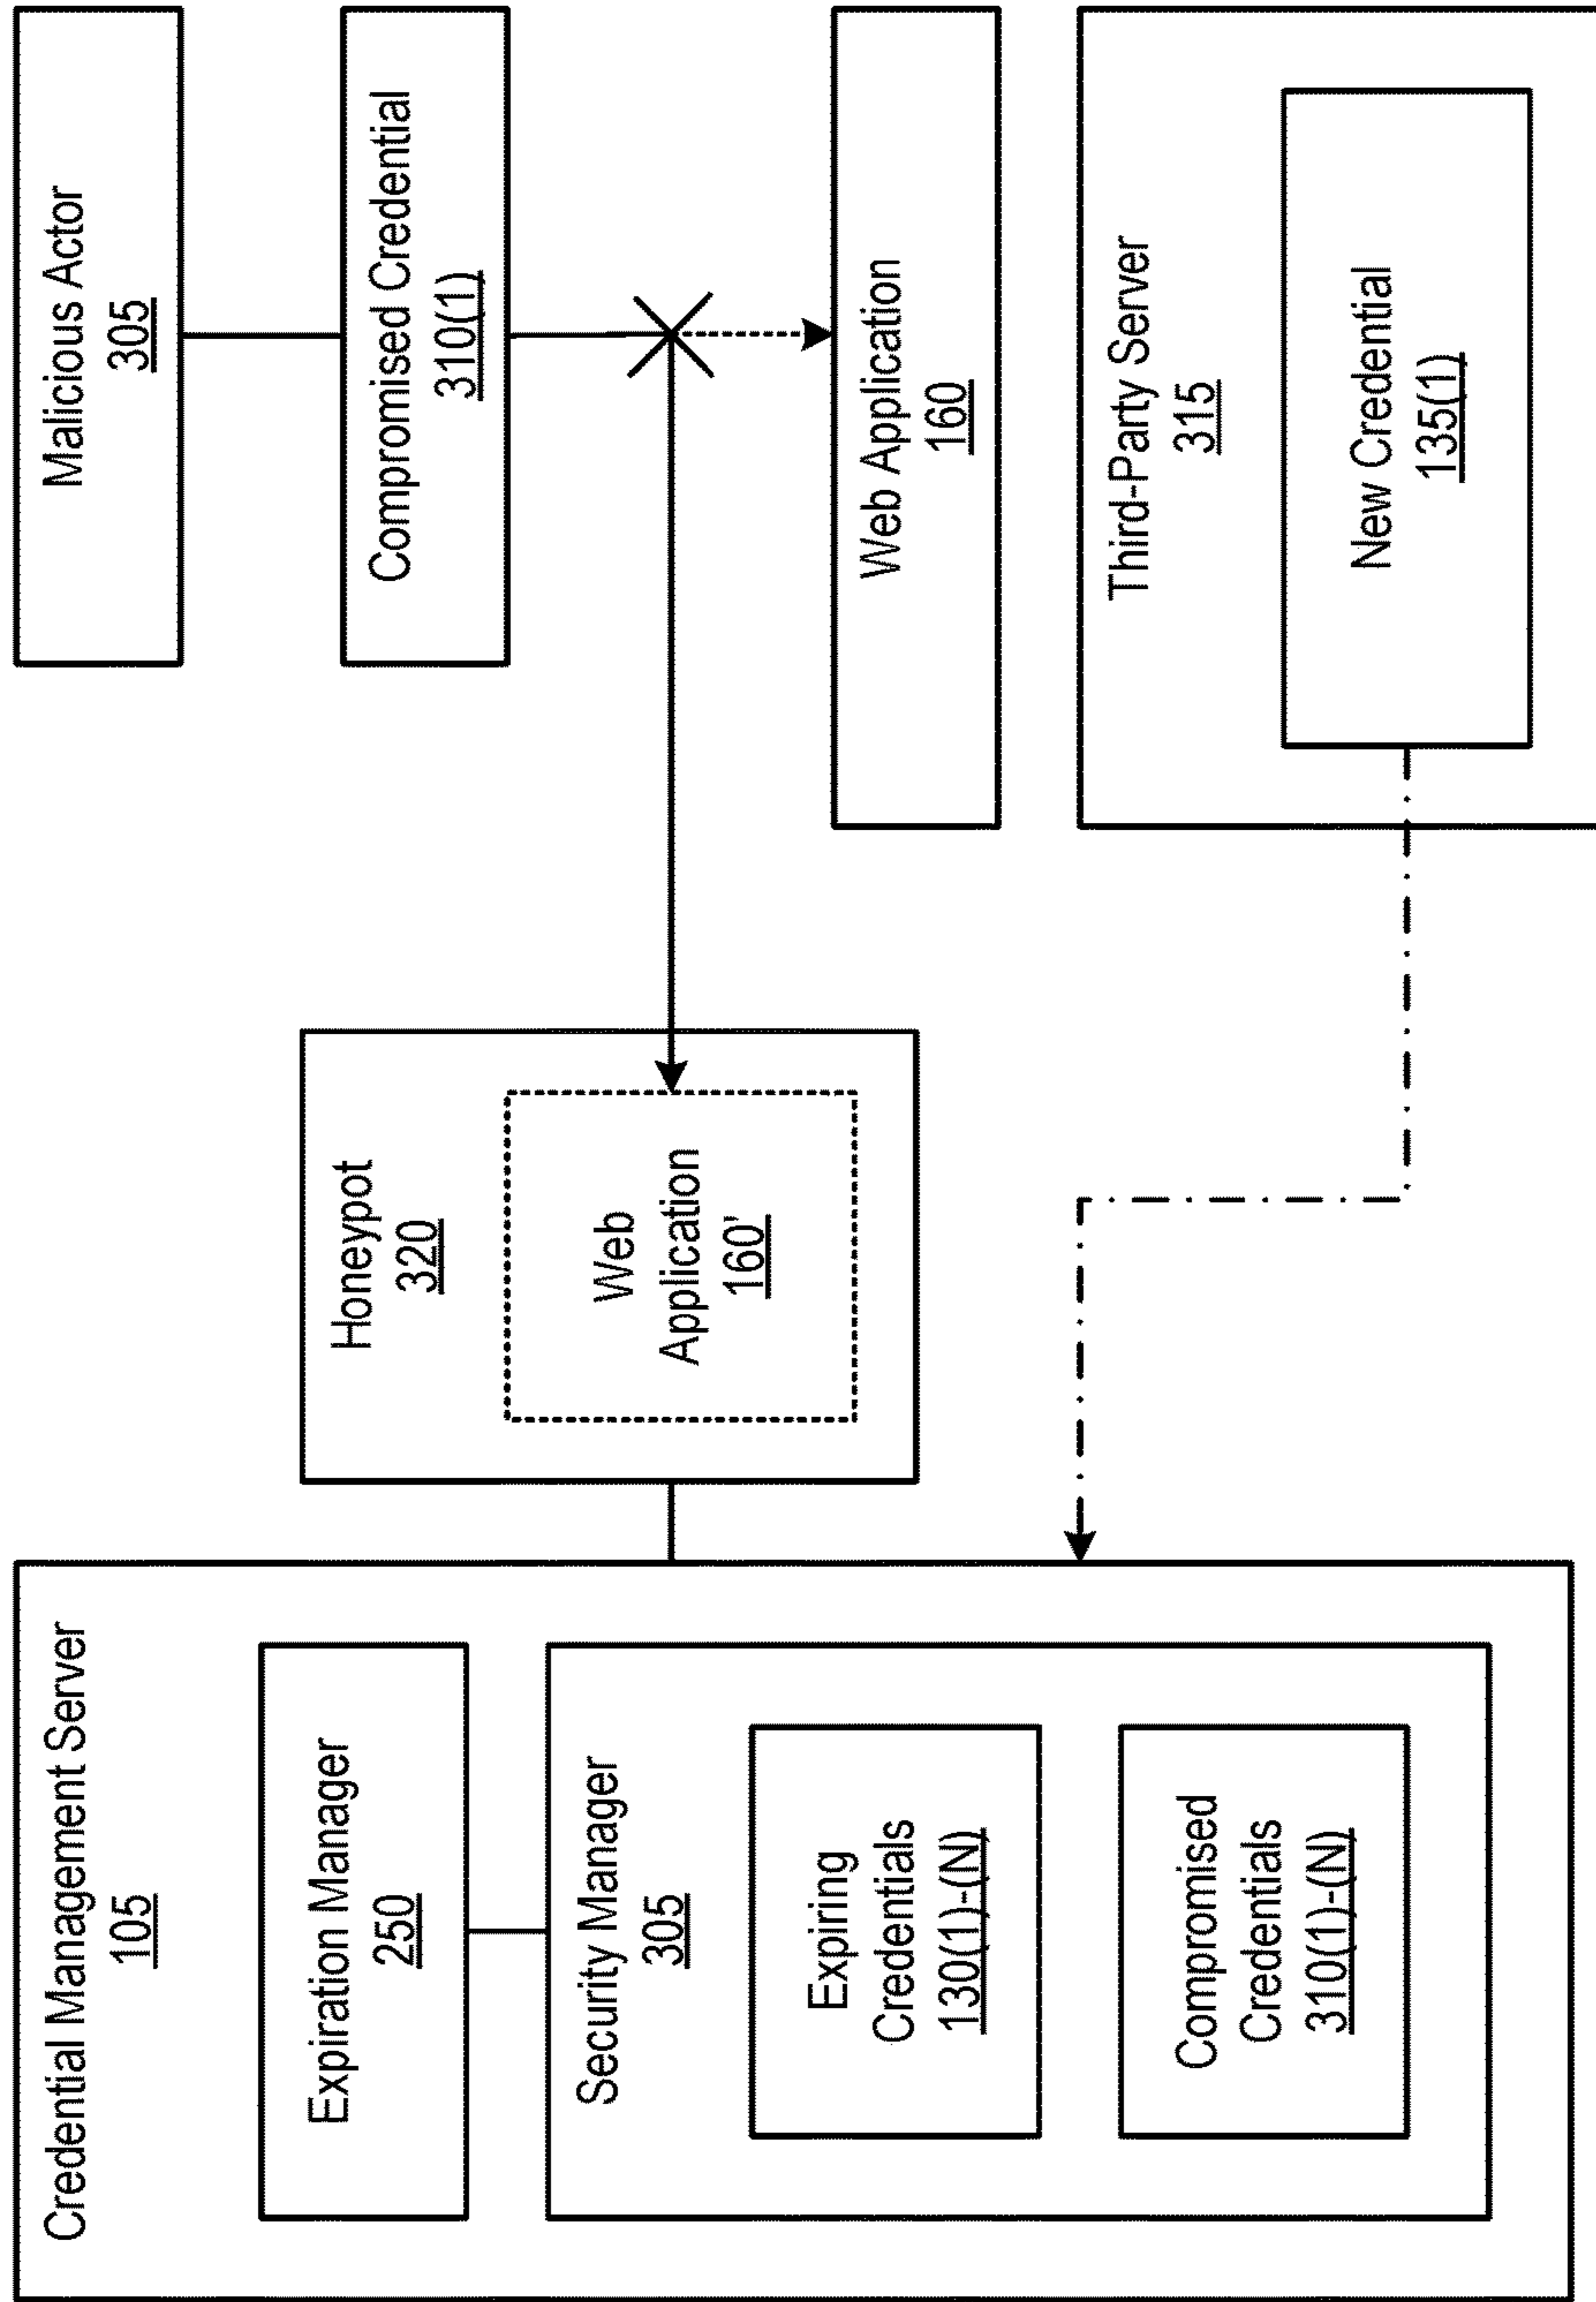 Credential Management Server
105
Expiration Manager
250
Security Manager
305
Expiring
Credentials
130(1)-(N)
Compromised
Credentials
310(1)-(N)
Honeypot
320
Web
Application
160'
Malicious Actor
305
Compromised Credential
310(1)
Web Application
160
Third-Party Server
315
New Credential
135(1)